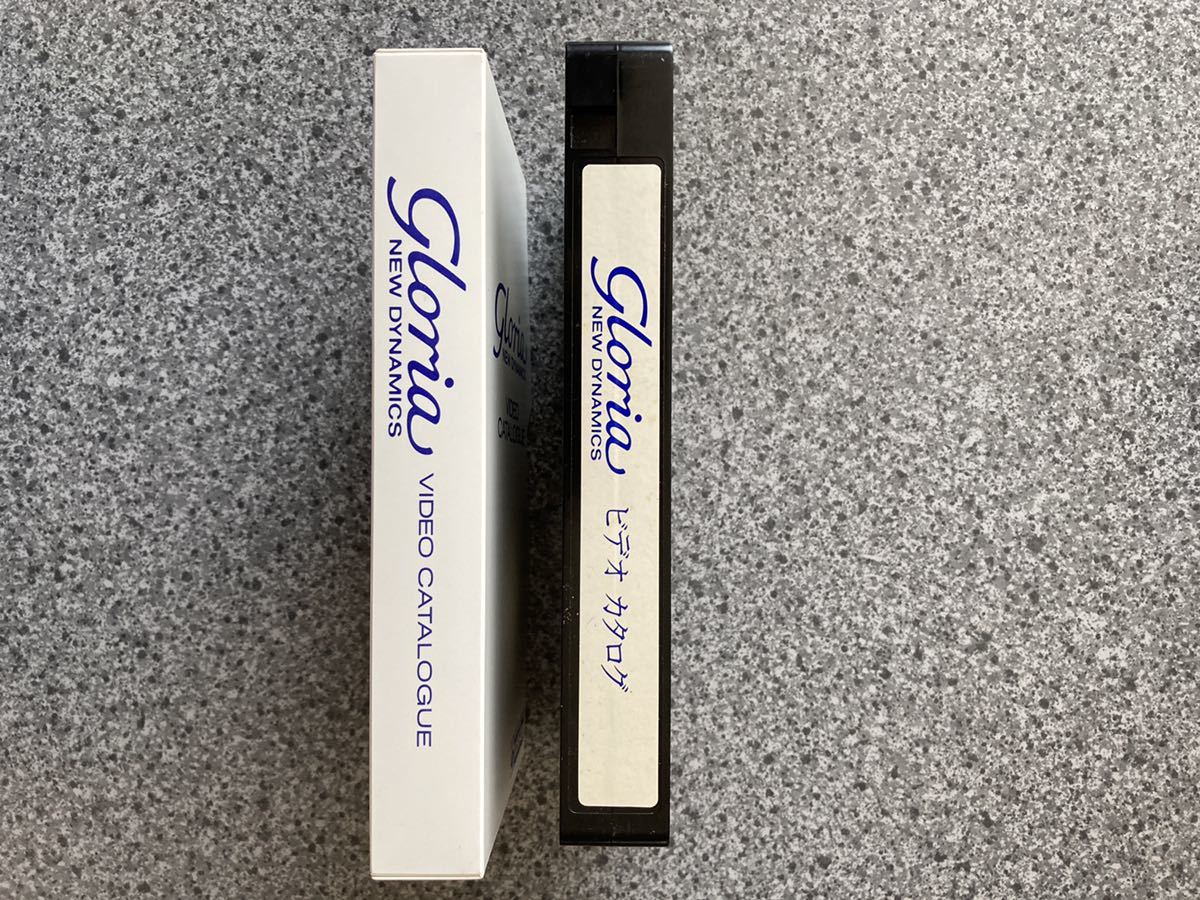 Gloria
NEW DYNAMICS
VIDEO CATALOGUE
Gloria
NEW DYNAMICS
VIDEO
CATALOGUE
Gloria
NEW DYNAMICS
ビデオ カタログ